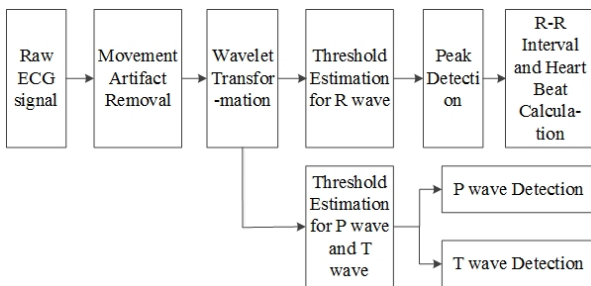 Raw
ECG
signal
Movement
Artifact
Removal
Wavelet
Transfor
-mation
Threshold
Estimation
for R wave
Peak
Detecti
on
R-R
Interval
and Heart
Beat
Calcula-
tion
Threshold
Estimation
for P wave
and T
wave
P wave Detection
T wave Detection